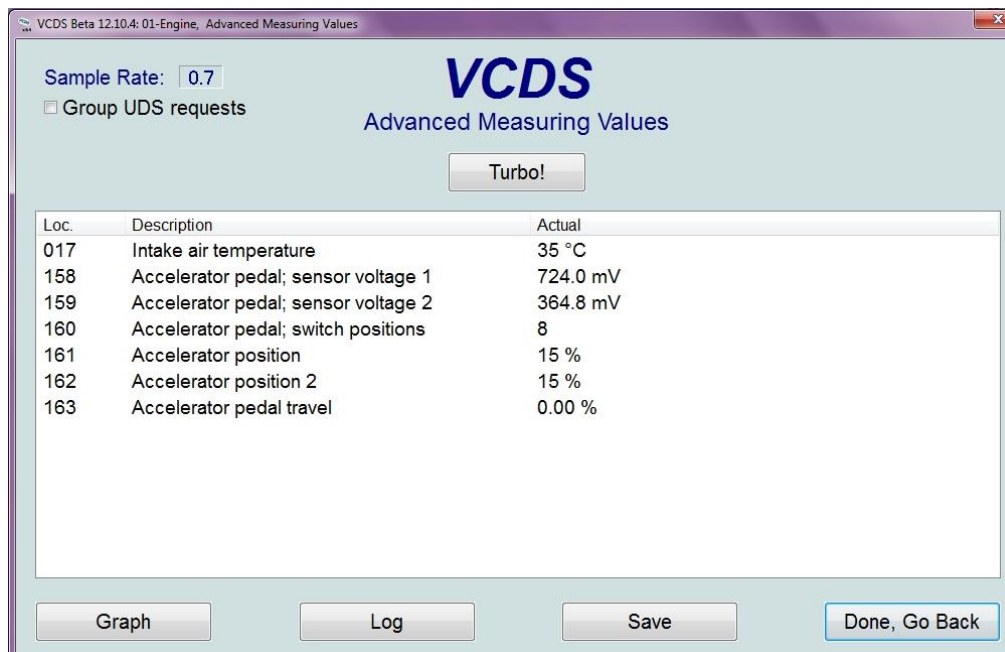 VCDS Beta 12.10.4: 01-Engine, Advanced Measuring Values
Sample Rate: 0.7
Group UDS requests
VCDS
Advanced Measuring Values
Turbo!
Loc. Description Actual
017 Intake air temperature 35 °C
158 Accelerator pedal; sensor voltage 1 724.0 mV
159 Accelerator pedal; sensor voltage 2 364.8 mV
160 Accelerator pedal; switch positions 8
161 Accelerator position 15 %
162 Accelerator position 2 15 %
163 Accelerator pedal travel 0.00 %
Graph Log Save Done, Go Back